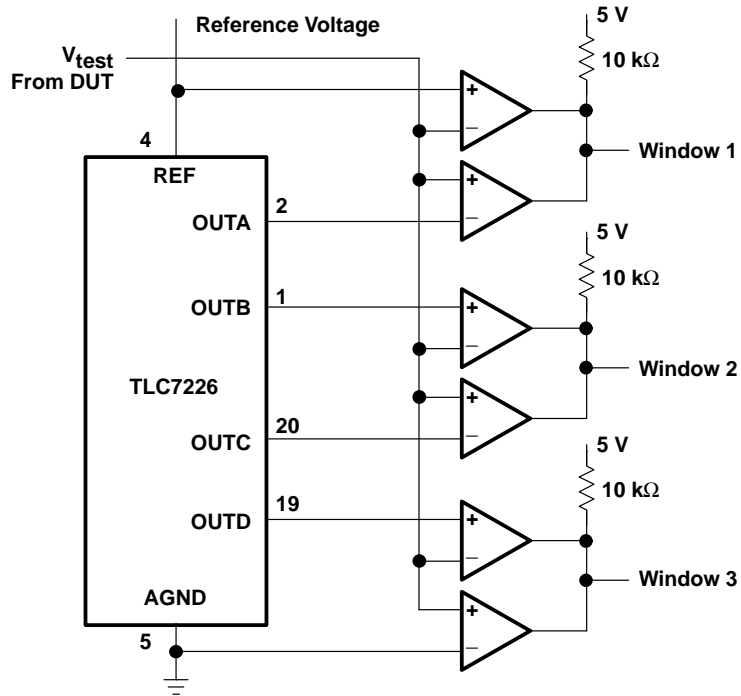 Reference Voltage
Vtest
From DUT
5 V
10 kΩ
4
REF
Window 1
2
OUTA
5 V
10 kΩ
1
OUTB
Window 2
TLC7226
20
OUTC
5 V
10 kΩ
19
OUTD
Window 3
AGND
5
+
−
+
−
+
−
+
−
+
−
+
−